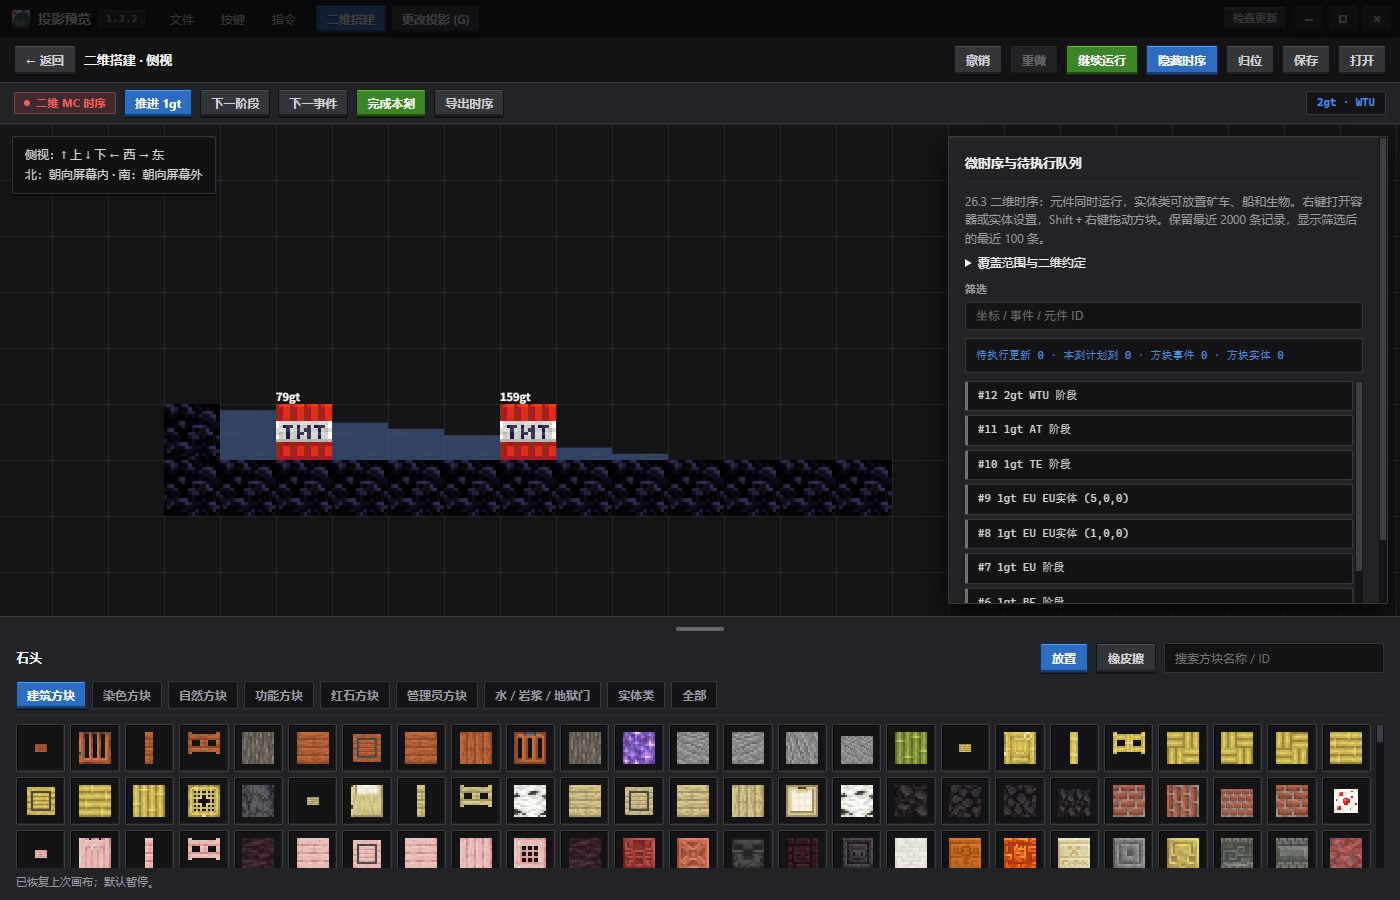 投影预览 1.3.2 文件 按键 指令 二维搭建 更改投影 (G) 检查更新
← 返回 二维搭建 · 侧视 撤销 重做 继续运行 隐藏时序 归位 保存 打开
● 二维 MC 时序 推进 1gt 下一阶段 下一事件 完成本刻 导出时序 2gt · WTU
侧视：↑ 上 ↓ 下 ← 西 → 东
北：朝向屏幕内 · 南：朝向屏幕外
79gt
159gt
TNT
TNT
微时序与待执行队列
26.3 二维时序：元件同时运行，实体类可放置矿车、船和生物。右键打开容
器或实体设置，Shift + 右键拖动方块。保留最近 2000 条记录，显示筛选后
的最近 100 条。
▶ 覆盖范围与二维约定
筛选
坐标 / 事件 / 元件 ID
待执行更新 0 · 本刻计划刻 0 · 方块事件 0 · 方块实体 0
#12 2gt WTU 阶段
#11 1gt AT 阶段
#10 1gt TE 阶段
#9 1gt EU EU实体 (5,0,0)
#8 1gt EU EU实体 (1,0,0)
#7 1gt EU 阶段
#6 1gt BE 阶段
石头 放置 橡皮擦 搜索方块名称 / ID
建筑方块 染色方块 自然方块 功能方块 红石方块 管理员方块 水 / 岩浆 / 地狱门 实体类 全部
已恢复上次画布；默认暂停。